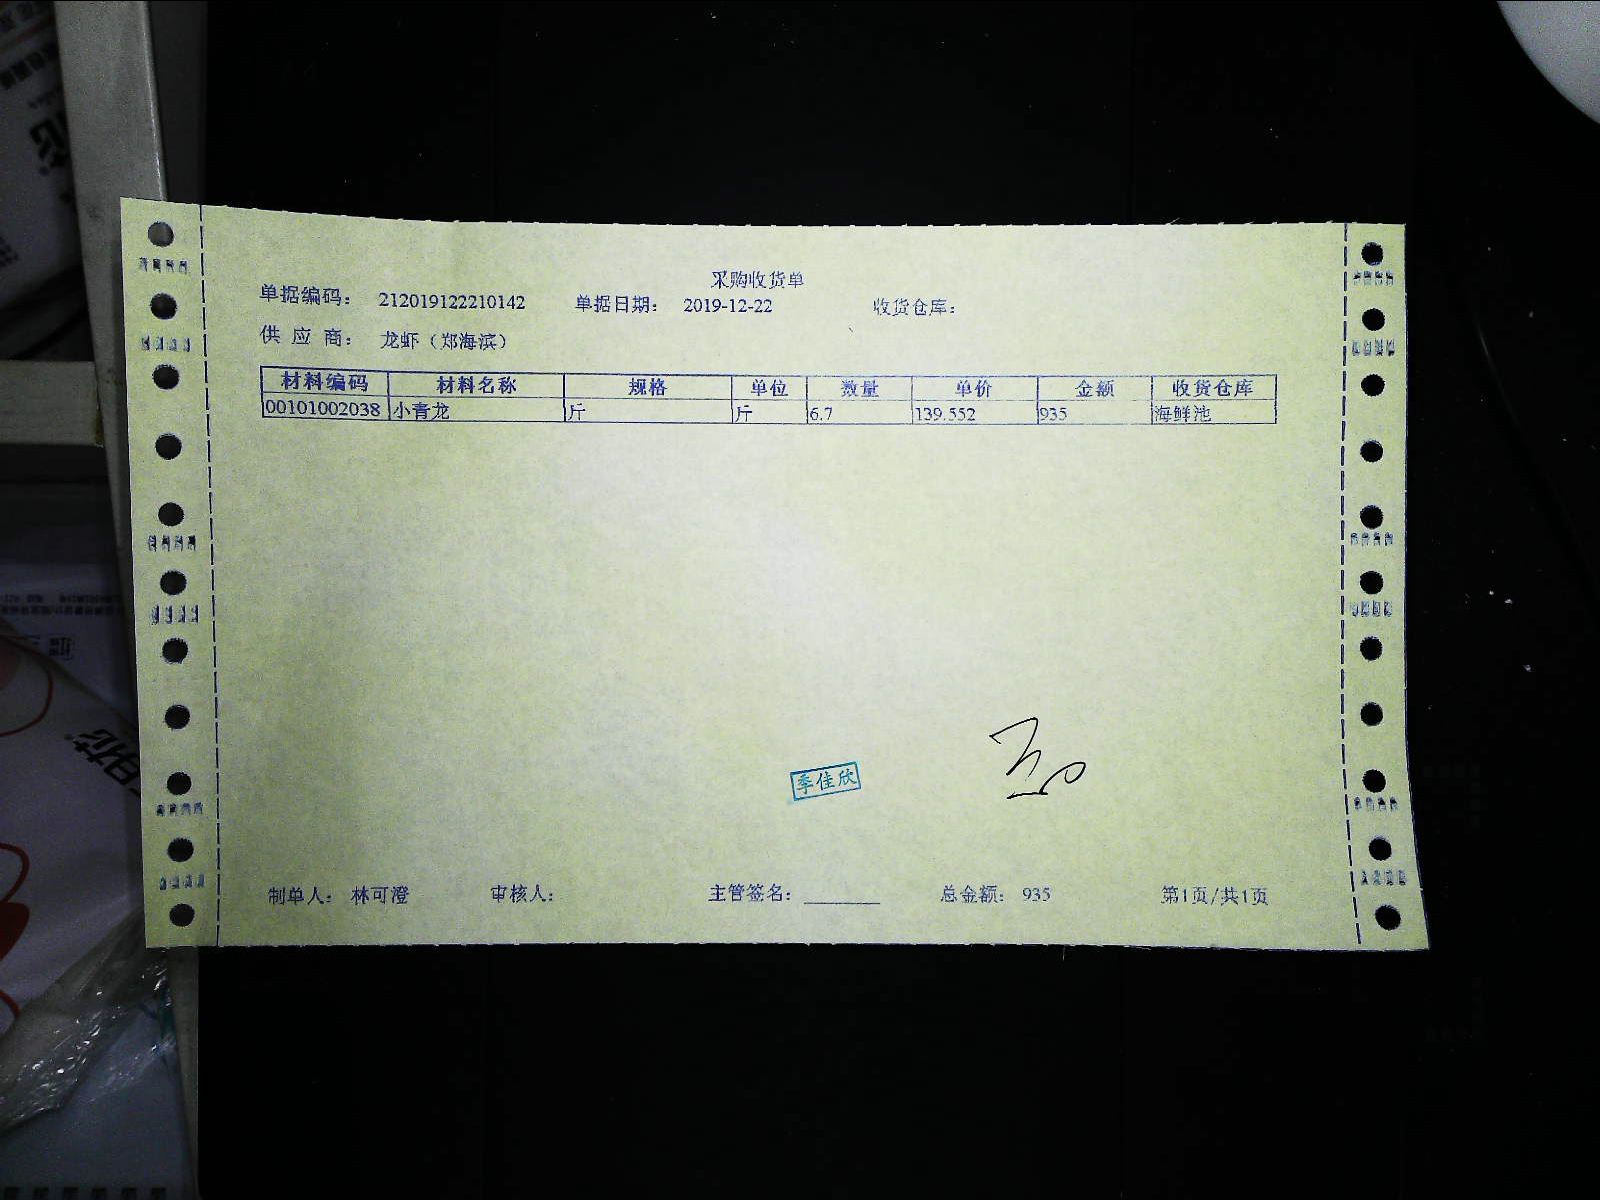 采购收货单
单据编码： 212019122210142 单据日期： 2019-12-22 收货仓库：
供 应 商： 龙虾（郑海滨）
材料编码 材料名称 规格 单位 数量 单价 金额 收货仓库
00101002038 小青龙 斤 斤 6.7 139.552 935 海鲜池
季佳欣
制单人： 林可澄 审核人： 主管签名： ________ 总金额： 935 第1页/共1页